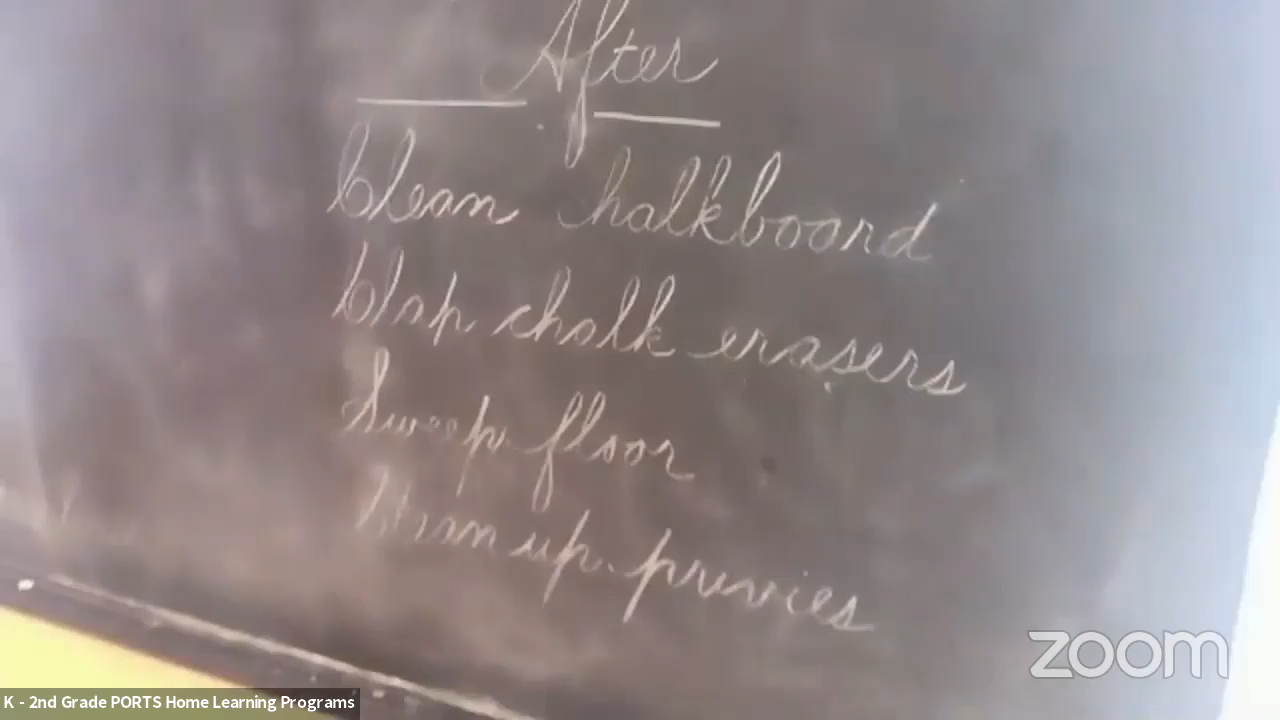 After
Clean chalkboard
Clap chalk erasers
Sweep floor
Clean up privies
zoom
K - 2nd Grade PORTS Home Learning Programs